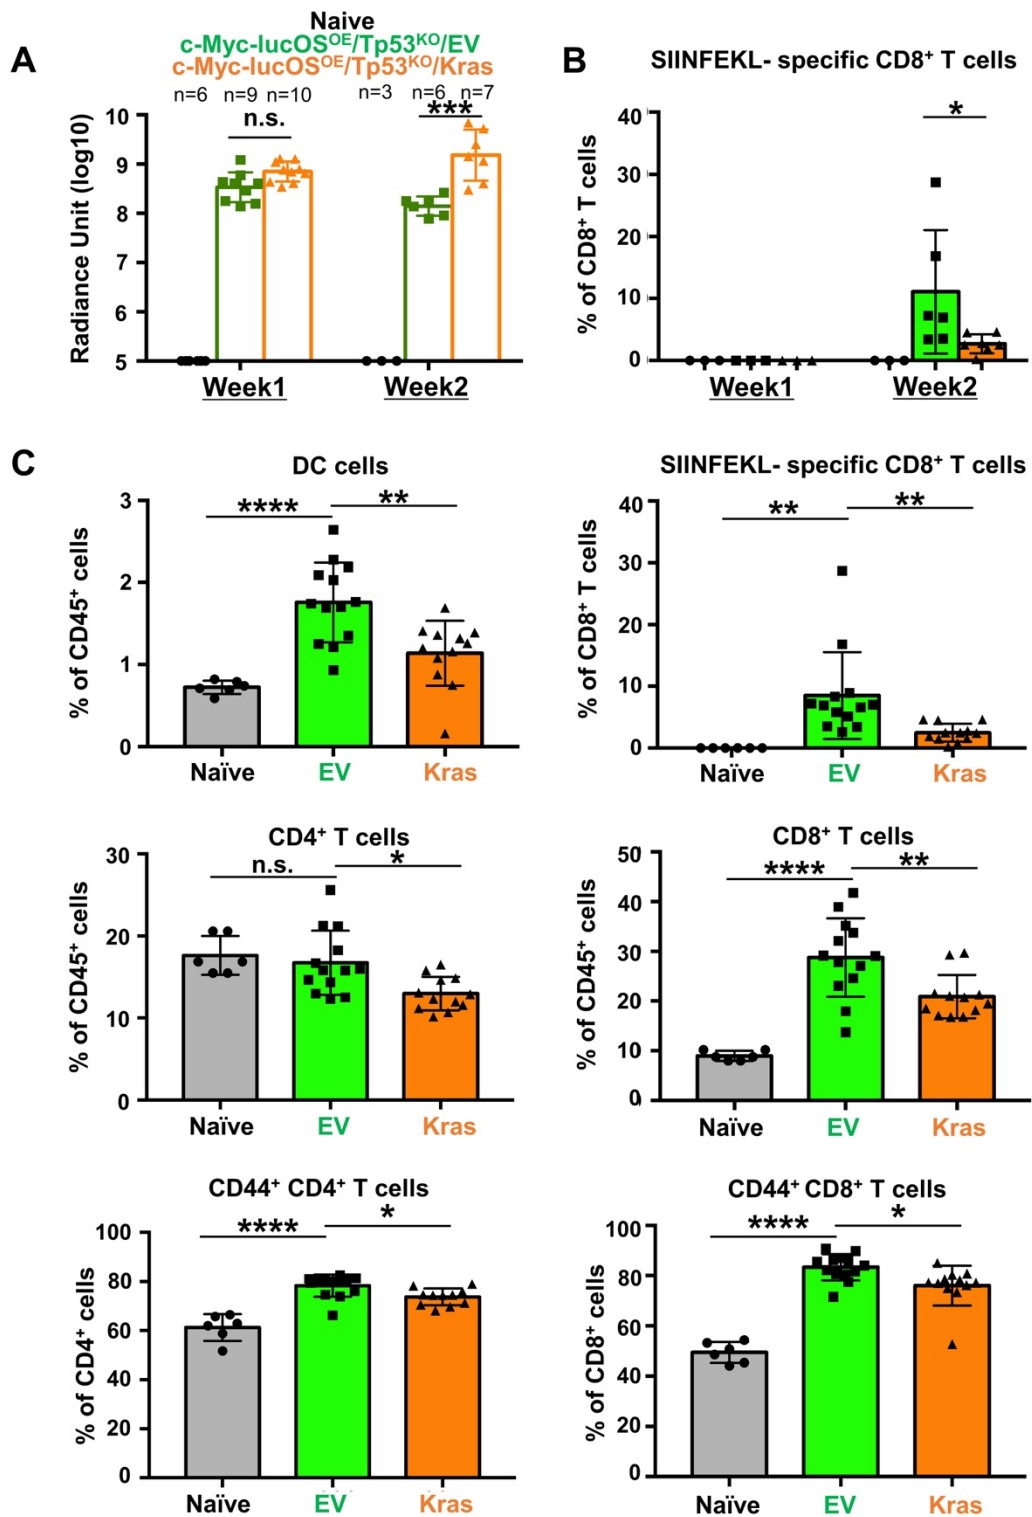 A
Naive
c-Myc-lucOS^OE/Tp53^KO/EV
c-Myc-lucOS^OE/Tp53^KO/Kras
n=6 n=9 n=10 n=3 n=6 n=7
n.s. ***
Radiance Unit (log10)
10
9
8
7
6
5
Week1 Week2
B
SIINFEKL- specific CD8⁺ T cells
*
% of CD8⁺ T cells
40
30
20
10
0
Week1 Week2
C
DC cells
**** **
% of CD45⁺ cells
3
2
1
0
Naïve EV Kras
SIINFEKL- specific CD8⁺ T cells
** **
% of CD8⁺ T cells
40
30
20
10
0
Naïve EV Kras
CD4⁺ T cells
n.s. *
% of CD45⁺ cells
30
20
10
0
Naïve EV Kras
CD8⁺ T cells
**** **
% of CD45⁺ cells
50
40
30
20
10
0
Naïve EV Kras
CD44⁺ CD4⁺ T cells
**** *
% of CD4⁺ cells
100
80
60
40
20
0
Naïve EV Kras
CD44⁺ CD8⁺ T cells
**** *
% of CD8⁺ cells
100
80
60
40
20
0
Naïve EV Kras